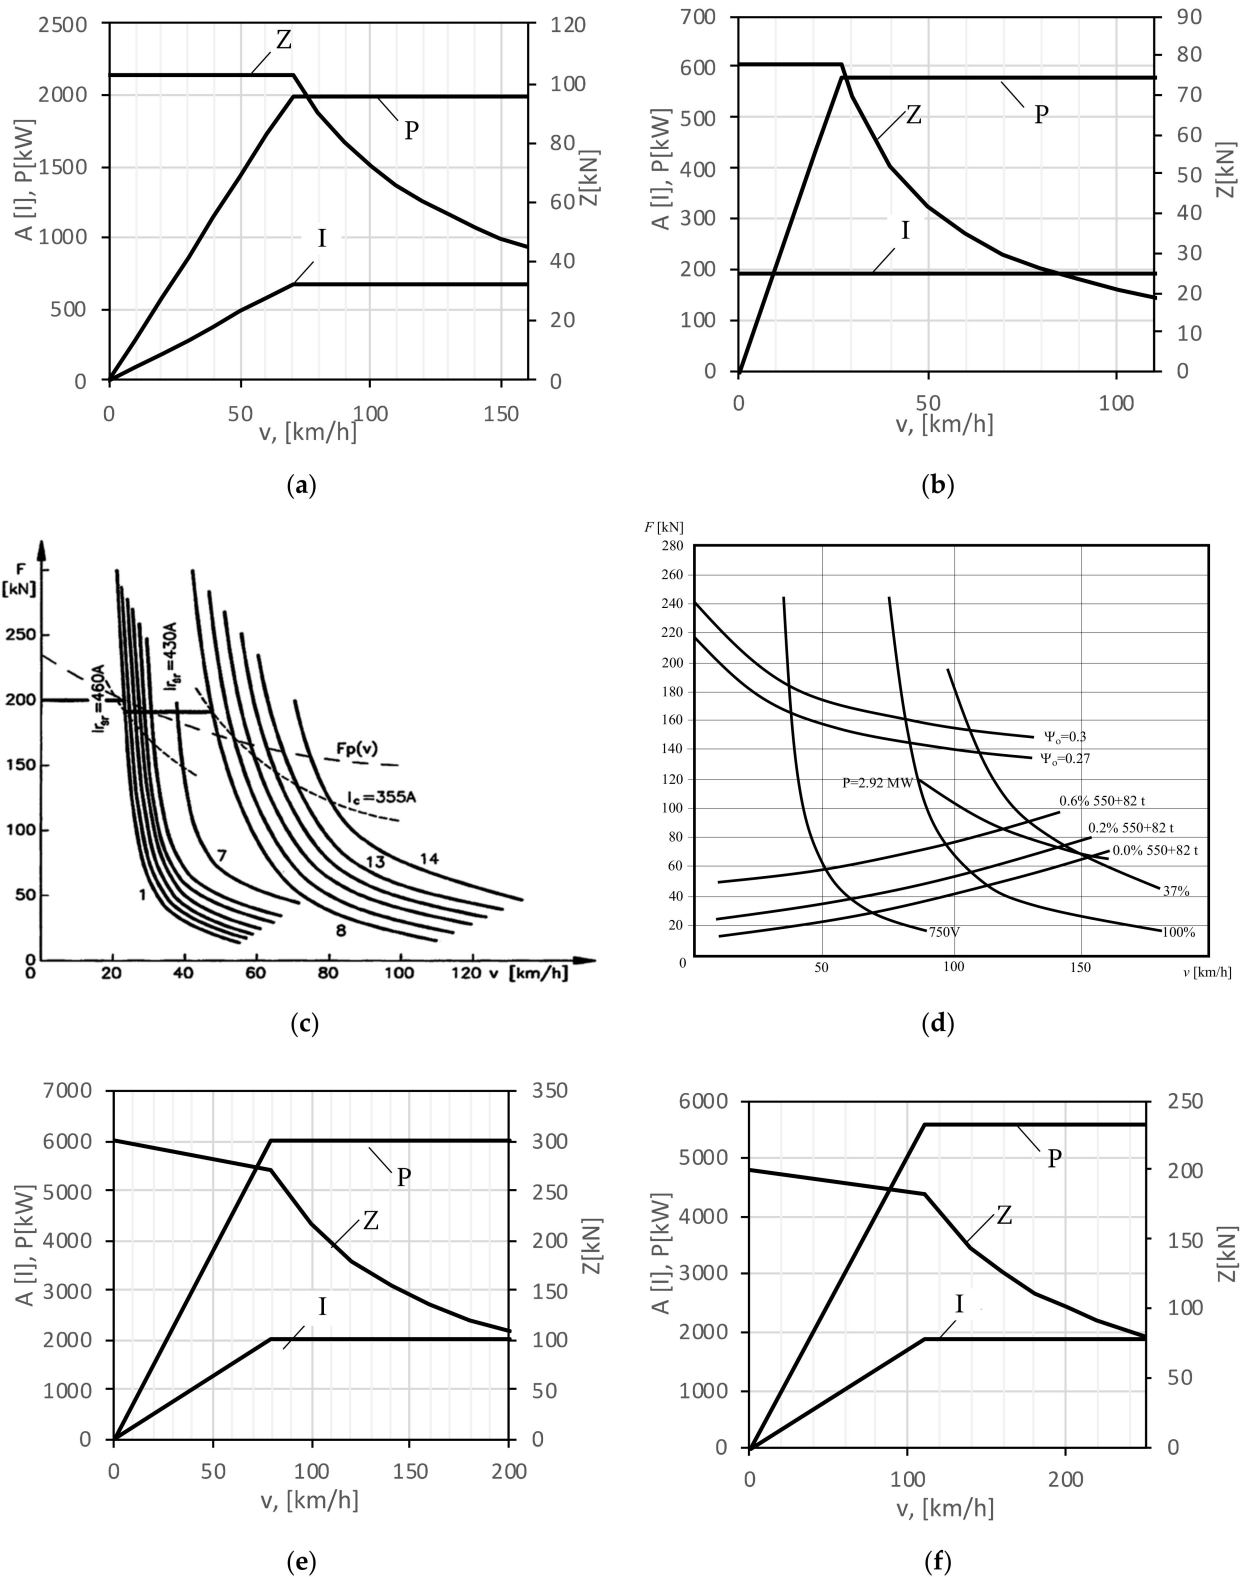 2500
2000
1500
1000
500
0
120
100
80
60
40
20
0
0
50
100
150
A [I], P[kW]
Z[kN]
v, [km/h]
Z
P
I
(a)
700
600
500
400
300
200
100
0
90
80
70
60
50
40
30
20
10
0
0
50
100
A [I], P[kW]
Z[kN]
v, [km/h]
P
Z
I
(b)
F
[kN]
250
200
150
100
50
0
0
20
40
60
80
100
120
v [km/h]
Irśr=460A
Irśr=430A
Fp(v)
Ic=355A
1
7
8
13
14
(c)
F [kN]
280
260
240
220
200
180
160
140
120
100
80
60
40
20
0
50
100
150
v [km/h]
Ψo=0.3
Ψo=0.27
P=2.92 MW
0.6% 550+82 t
0.2% 550+82 t
0.0% 550+82 t
37%
750V
100%
(d)
7000
6000
5000
4000
3000
2000
1000
0
350
300
250
200
150
100
50
0
0
50
100
150
200
A [I], P[kW]
Z[kN]
v, [km/h]
P
Z
I
(e)
6000
5000
4000
3000
2000
1000
0
250
200
150
100
50
0
0
100
200
A [I], P[kW]
Z[kN]
v, [km/h]
P
Z
I
(f)